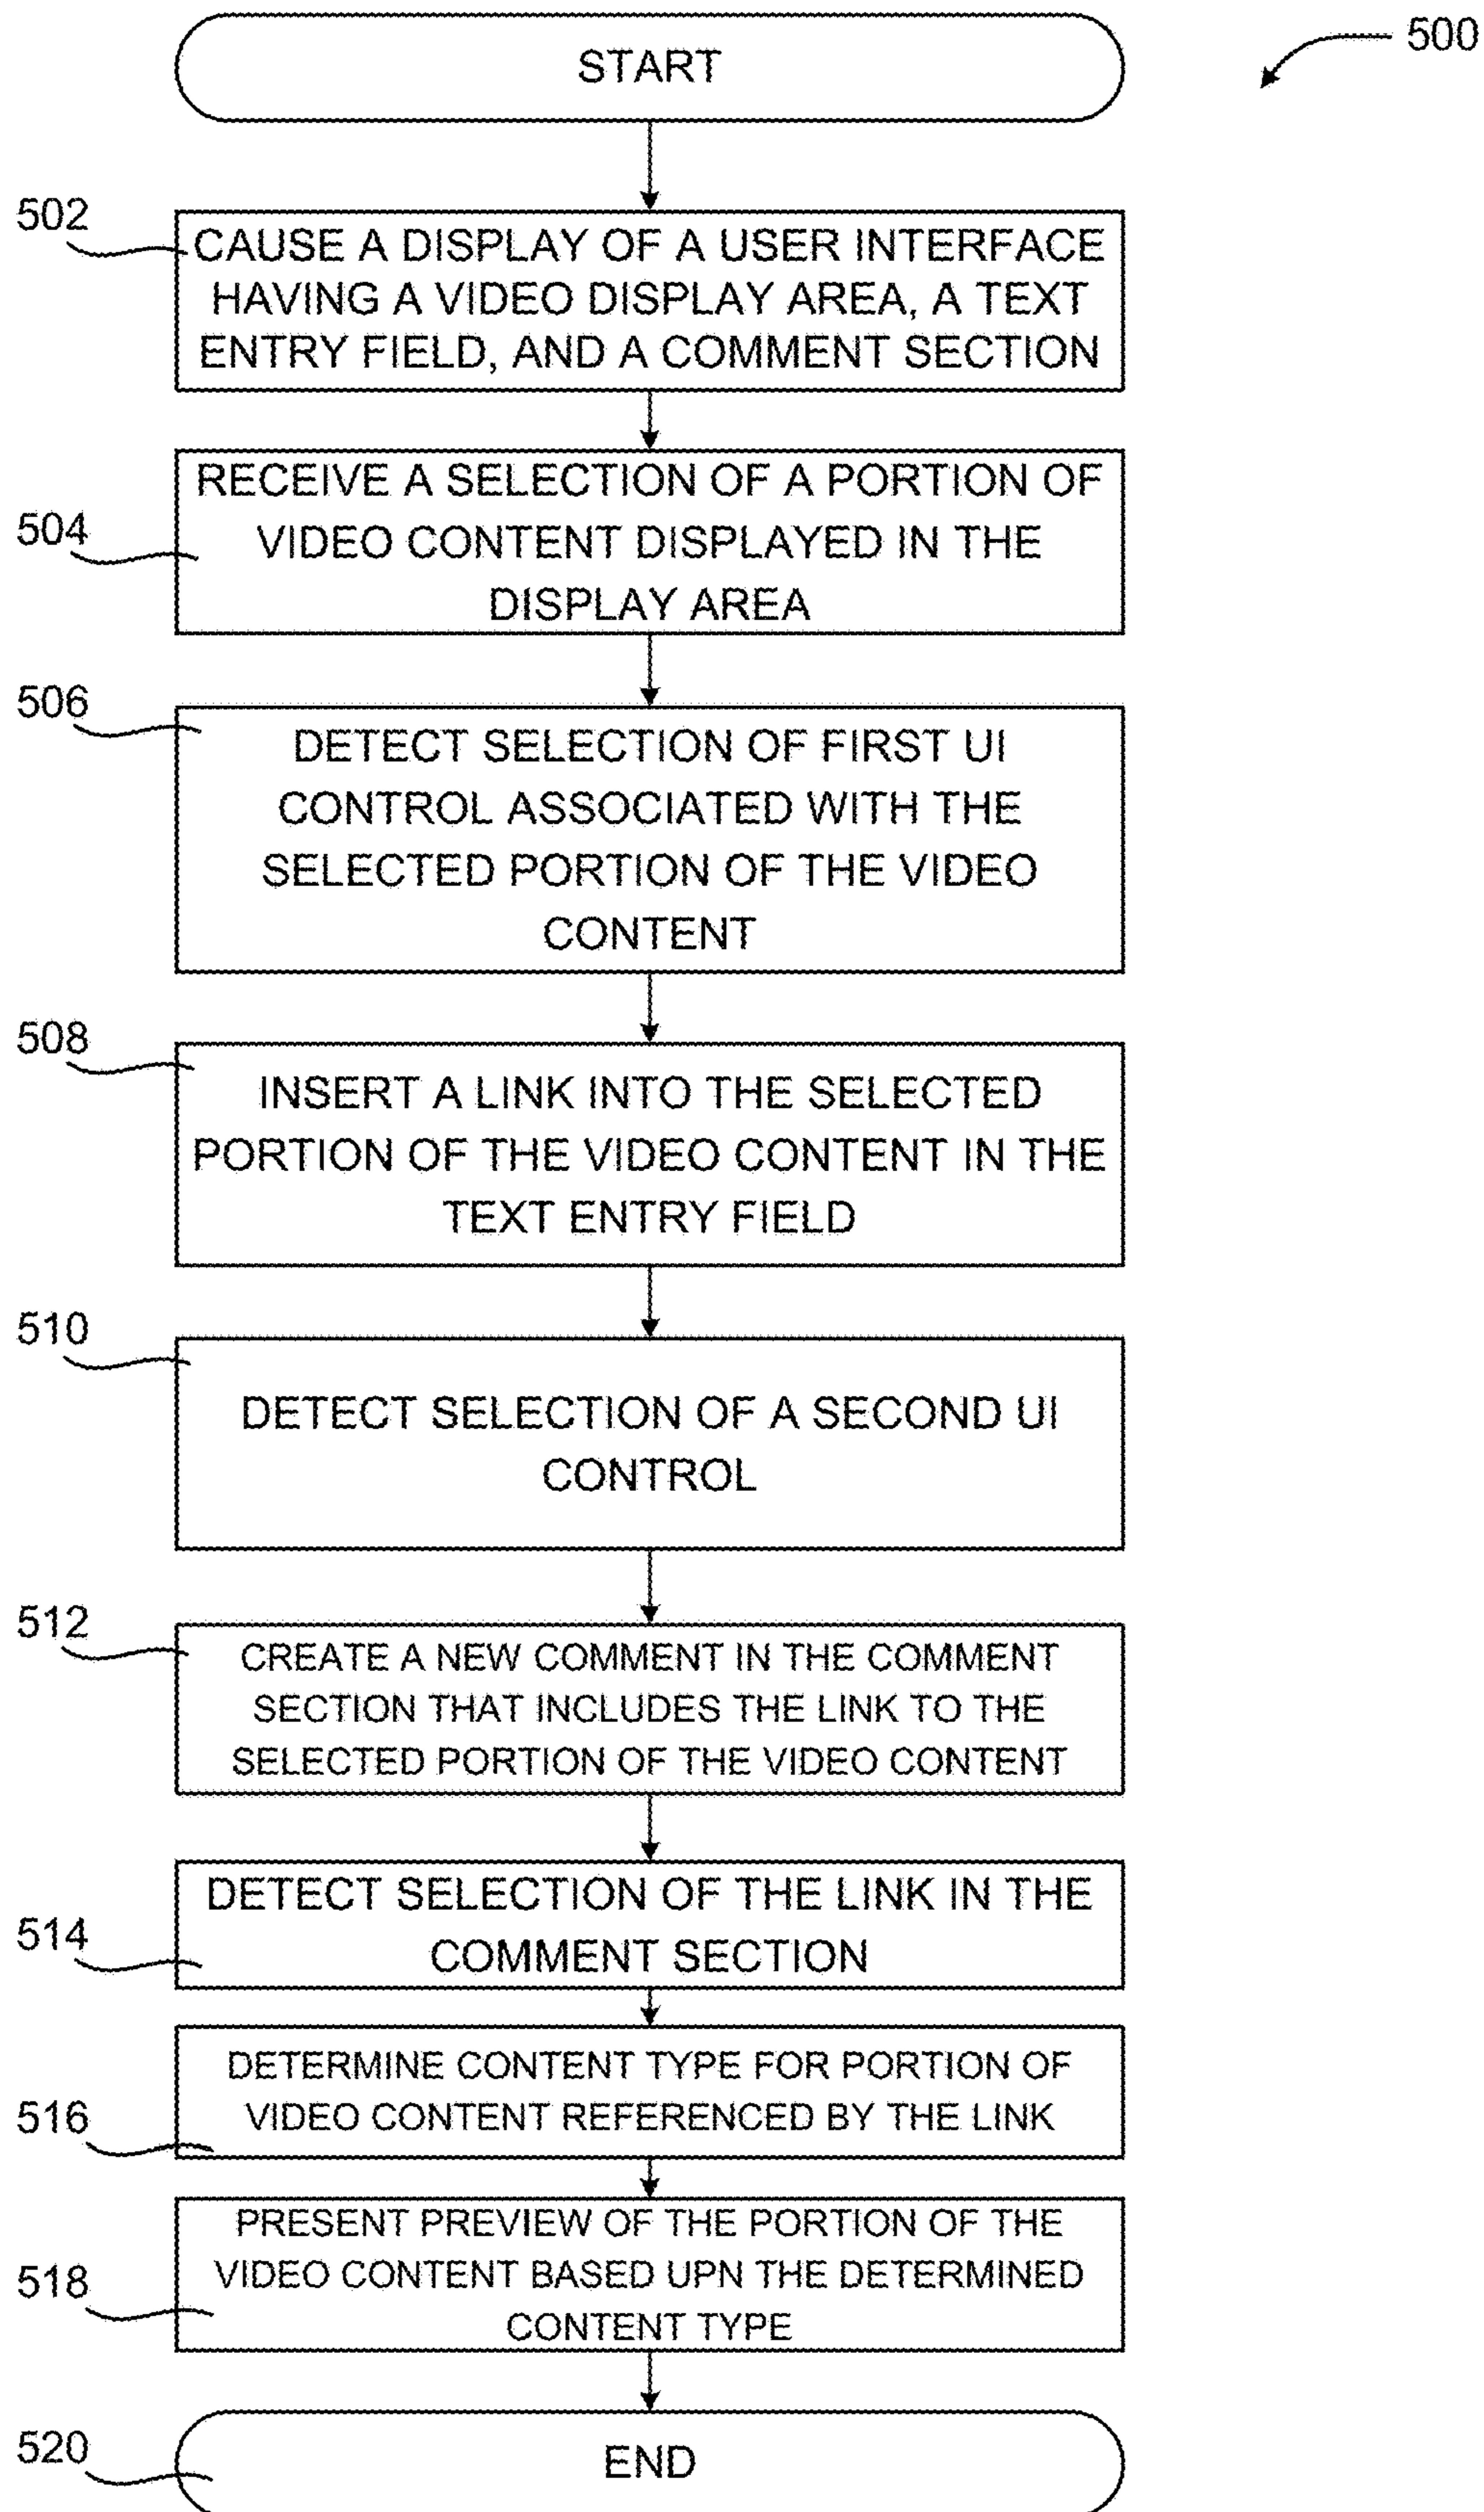 500
START
502
CAUSE A DISPLAY OF A USER INTERFACE
HAVING A VIDEO DISPLAY AREA, A TEXT
ENTRY FIELD, AND A COMMENT SECTION
504
RECEIVE A SELECTION OF A PORTION OF
VIDEO CONTENT DISPLAYED IN THE
DISPLAY AREA
506
DETECT SELECTION OF FIRST UI
CONTROL ASSOCIATED WITH THE
SELECTED PORTION OF THE VIDEO
CONTENT
508
INSERT A LINK INTO THE SELECTED
PORTION OF THE VIDEO CONTENT IN THE
TEXT ENTRY FIELD
510
DETECT SELECTION OF A SECOND UI
CONTROL
512
CREATE A NEW COMMENT IN THE COMMENT
SECTION THAT INCLUDES THE LINK TO THE
SELECTED PORTION OF THE VIDEO CONTENT
514
DETECT SELECTION OF THE LINK IN THE
COMMENT SECTION
516
DETERMINE CONTENT TYPE FOR PORTION OF
VIDEO CONTENT REFERENCED BY THE LINK
518
PRESENT PREVIEW OF THE PORTION OF THE
VIDEO CONTENT BASED UPN THE DETERMINED
CONTENT TYPE
520
END